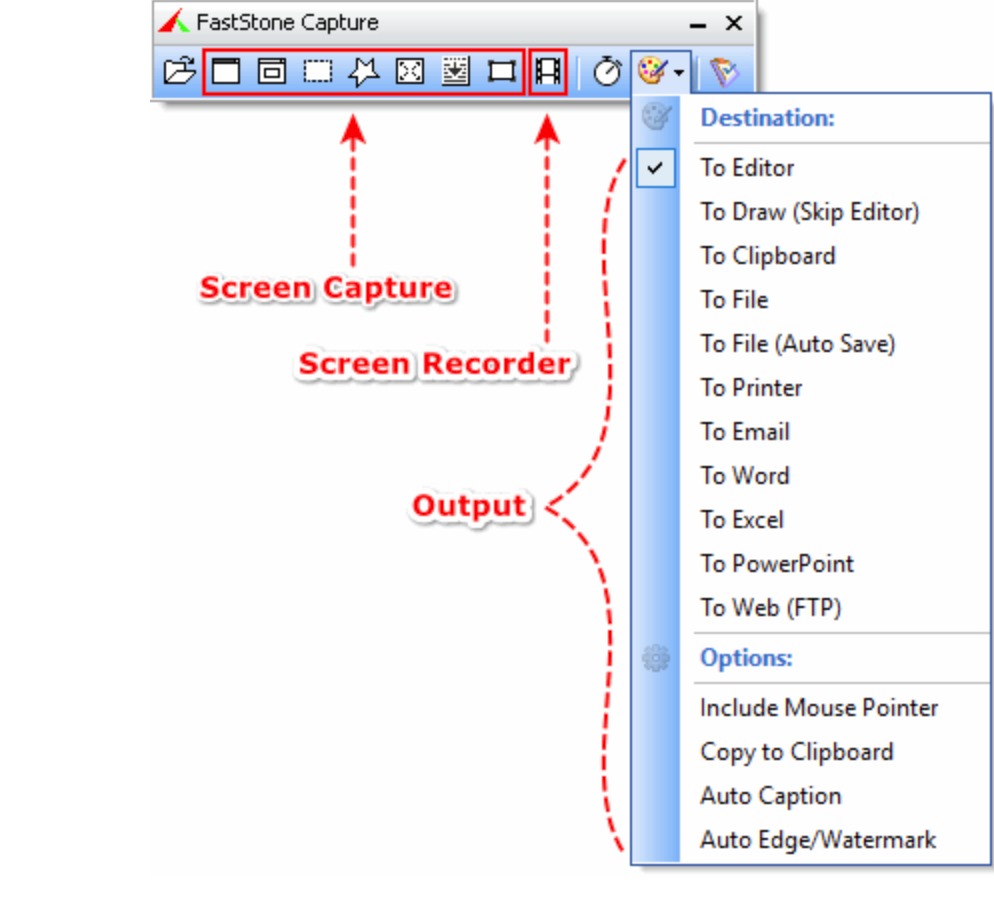 FastStone Capture
Screen Capture
Screen Recorder
Output
Destination:
To Editor
To Draw (Skip Editor)
To Clipboard
To File
To File (Auto Save)
To Printer
To Email
To Word
To Excel
To PowerPoint
To Web (FTP)
Options:
Include Mouse Pointer
Copy to Clipboard
Auto Caption
Auto Edge/Watermark